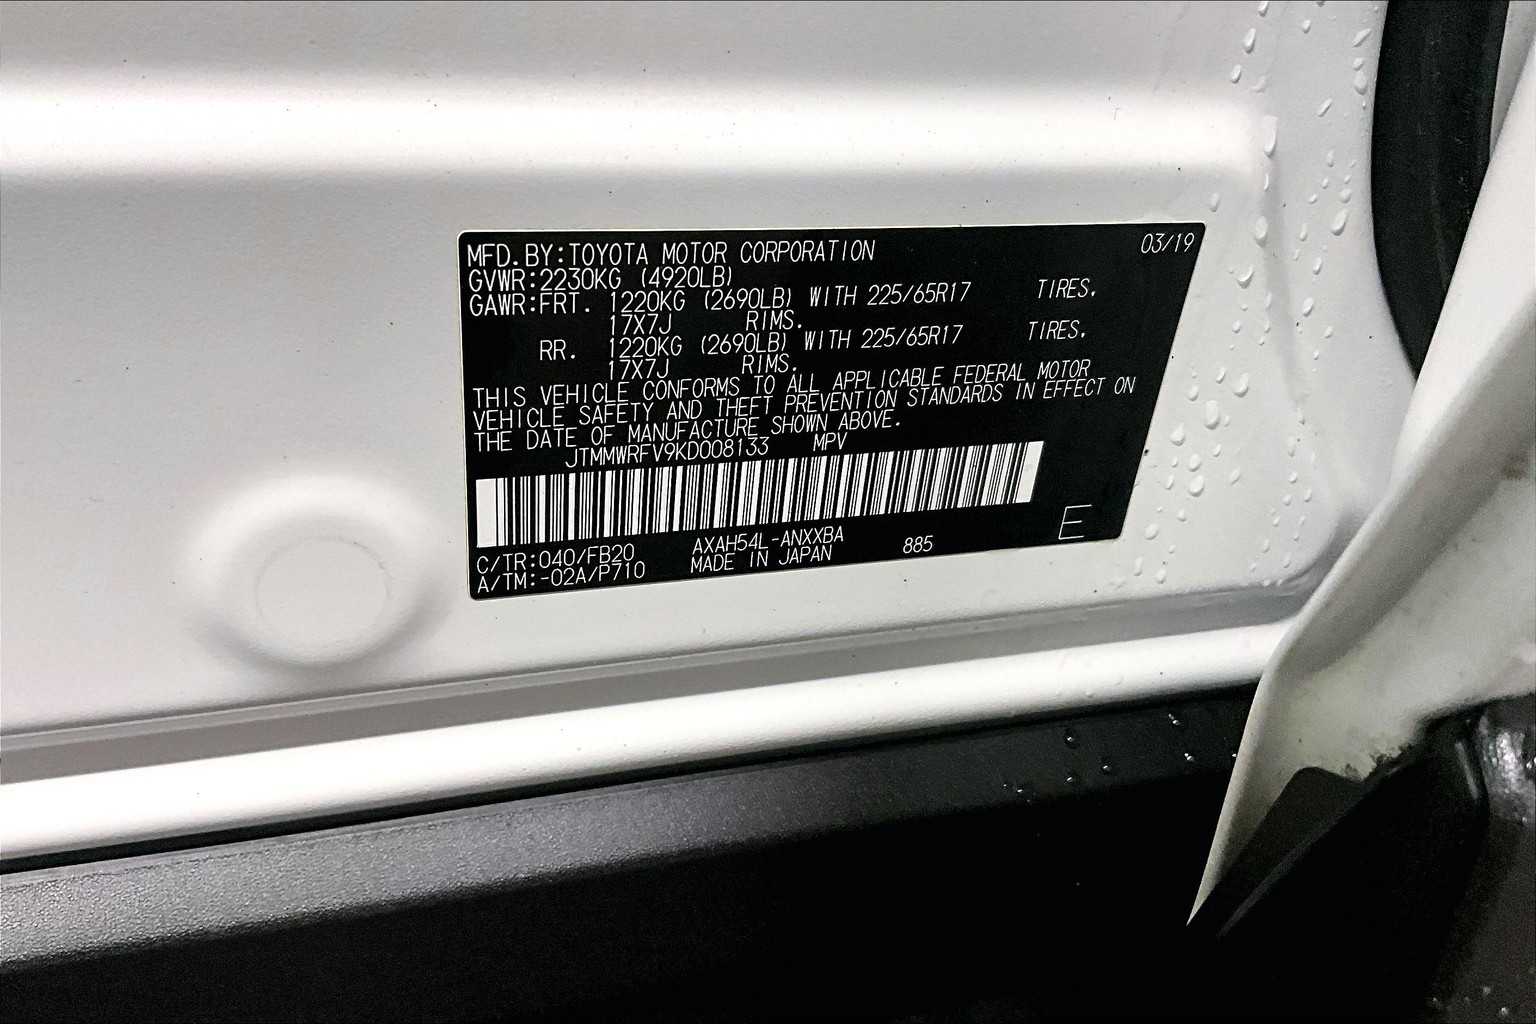 MFD.BY:TOYOTA MOTOR CORPORATION 03/19
GVWR:2230KG (4920LB)
GAWR:FRT. 1220KG (2690LB) WITH 225/65R17 TIRES.
17X7J RIMS.
RR. 1220KG (2690LB) WITH 225/65R17 TIRES.
17X7J RIMS.
THIS VEHICLE CONFORMS TO ALL APPLICABLE FEDERAL MOTOR
VEHICLE SAFETY AND THEFT PREVENTION STANDARDS IN EFFECT ON
THE DATE OF MANUFACTURE SHOWN ABOVE.
JTMMWRFV9KD008133 MPV
C/TR:040/FB20 AXAH54L-ANXXBA 885 E
A/TM:-02A/P710 MADE IN JAPAN